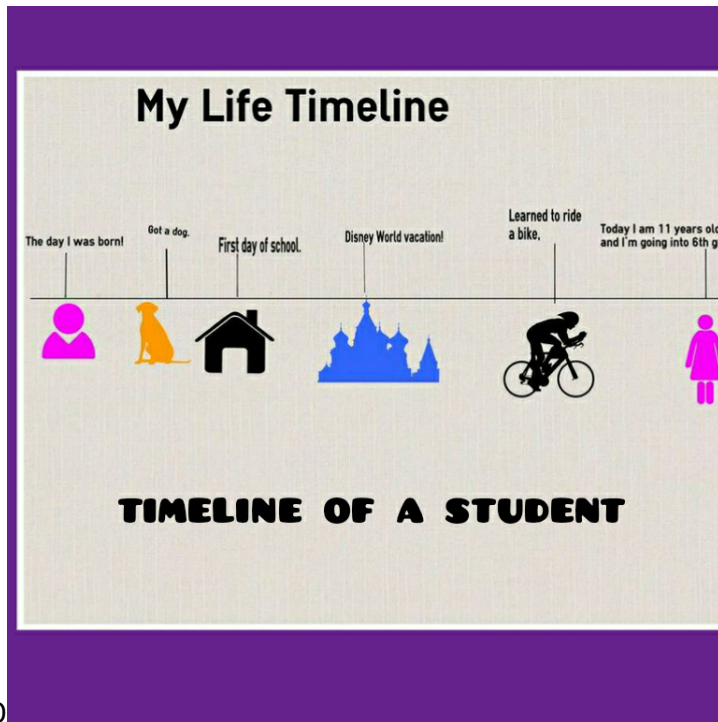 My Life Timeline
The day I was born!
Got a dog.
First day of school.
Disney World vacation!
Learned to ride
a bike,
Today I am 11 years old
and I'm going into 6th g
TIMELINE OF A STUDENT